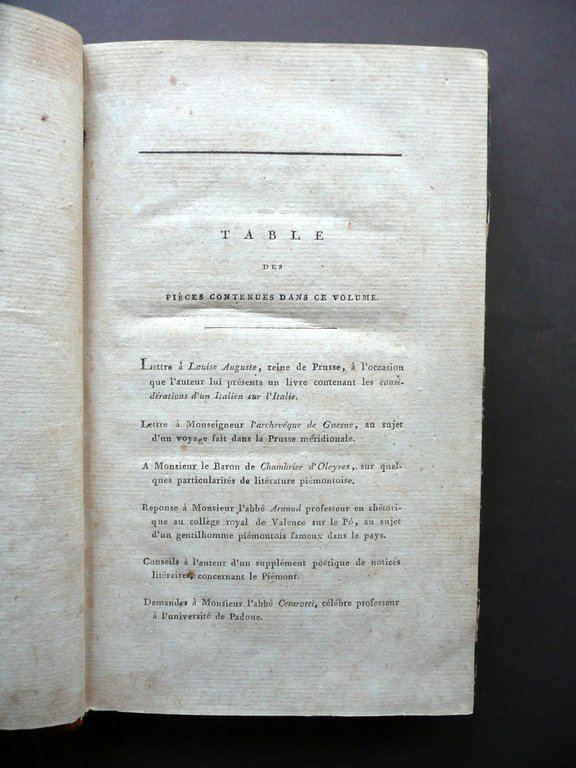 TABLE
DES
PIÈCES CONTENUES DANS CE VOLUME.
Lettre à Louise Auguste, reine de Prusse, à l'occasion
que l'auteur lui présenta un livre contenant les consi-
dérations d'un Italien sur l'Italie.
Lettre à Monseigneur l'archevêque de Gnesne, au sujet
d'un voyage fait dans la Prusse méridionale.
A Monsieur le Baron de Chambrier d'Oleyres, sur quel-
ques particularités de litérature piémontoise.
Reponse à Monsieur l'abbé Arnaud professeur en rhétori-
que au collège royal de Valence sur le Pô, au sujet
d'un gentilhomme piémontois fameux dans le pays.
Conseils à l'auteur d'un supplément poëtique de notices
litéraires, concernant le Piémont.
Demandes à Monsieur l'abbé Cesarotti, célébre professeur
à l'université de Padoue.